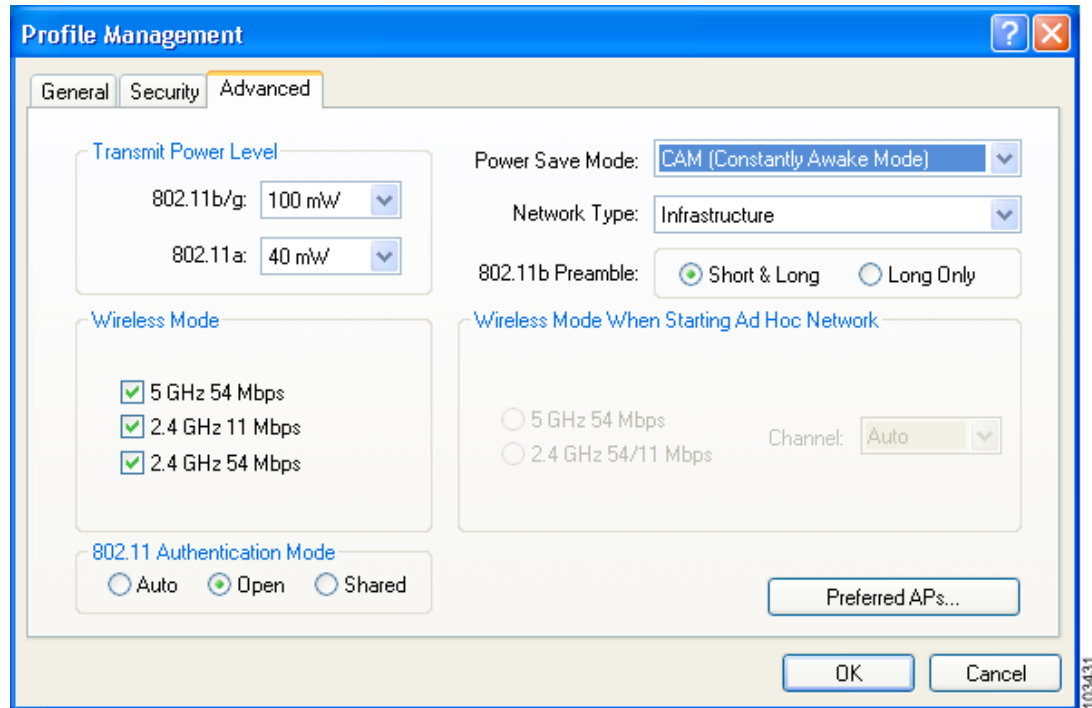 Profile Management
General
Security
Advanced
Transmit Power Level
802.11b/g:
100 mW
802.11a:
40 mW
Power Save Mode:
CAM (Constantly Awake Mode)
Network Type:
Infrastructure
802.11b Preamble:
Short & Long
Long Only
Wireless Mode
5 GHz 54 Mbps
2.4 GHz 11 Mbps
2.4 GHz 54 Mbps
Wireless Mode When Starting Ad Hoc Network
5 GHz 54 Mbps
2.4 GHz 54/11 Mbps
Channel:
Auto
802.11 Authentication Mode
Auto
Open
Shared
Preferred APs...
OK
Cancel
103431